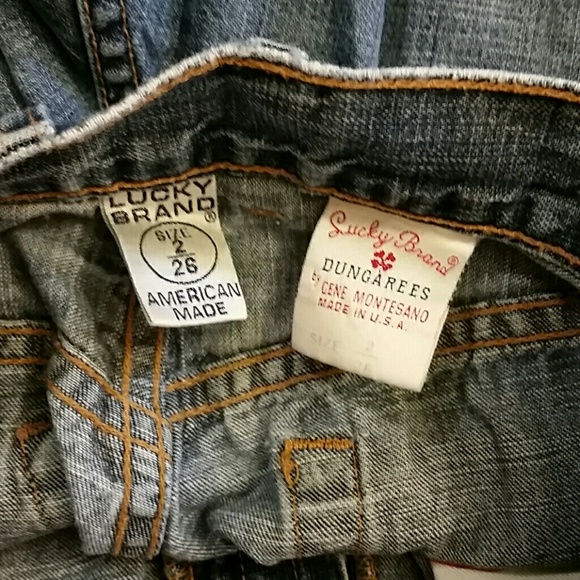 LUCKY
BRAND®
SIZE
2
26
AMERICAN
MADE
Lucky Brand®
DUNGAREES
by GENE MONTESANO
MADE IN U.S.A.
SIZE 2